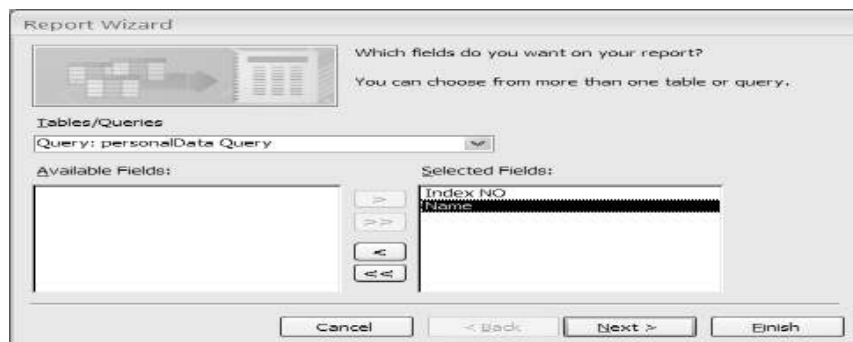 Report Wizard
Which fields do you want on your report?
You can choose from more than one table or query.
Tables/Queries
Query: personalData Query
Available Fields:
Selected Fields:
Index NO
Name
>
>>
<
<<
Cancel
< Back
Next >
Finish